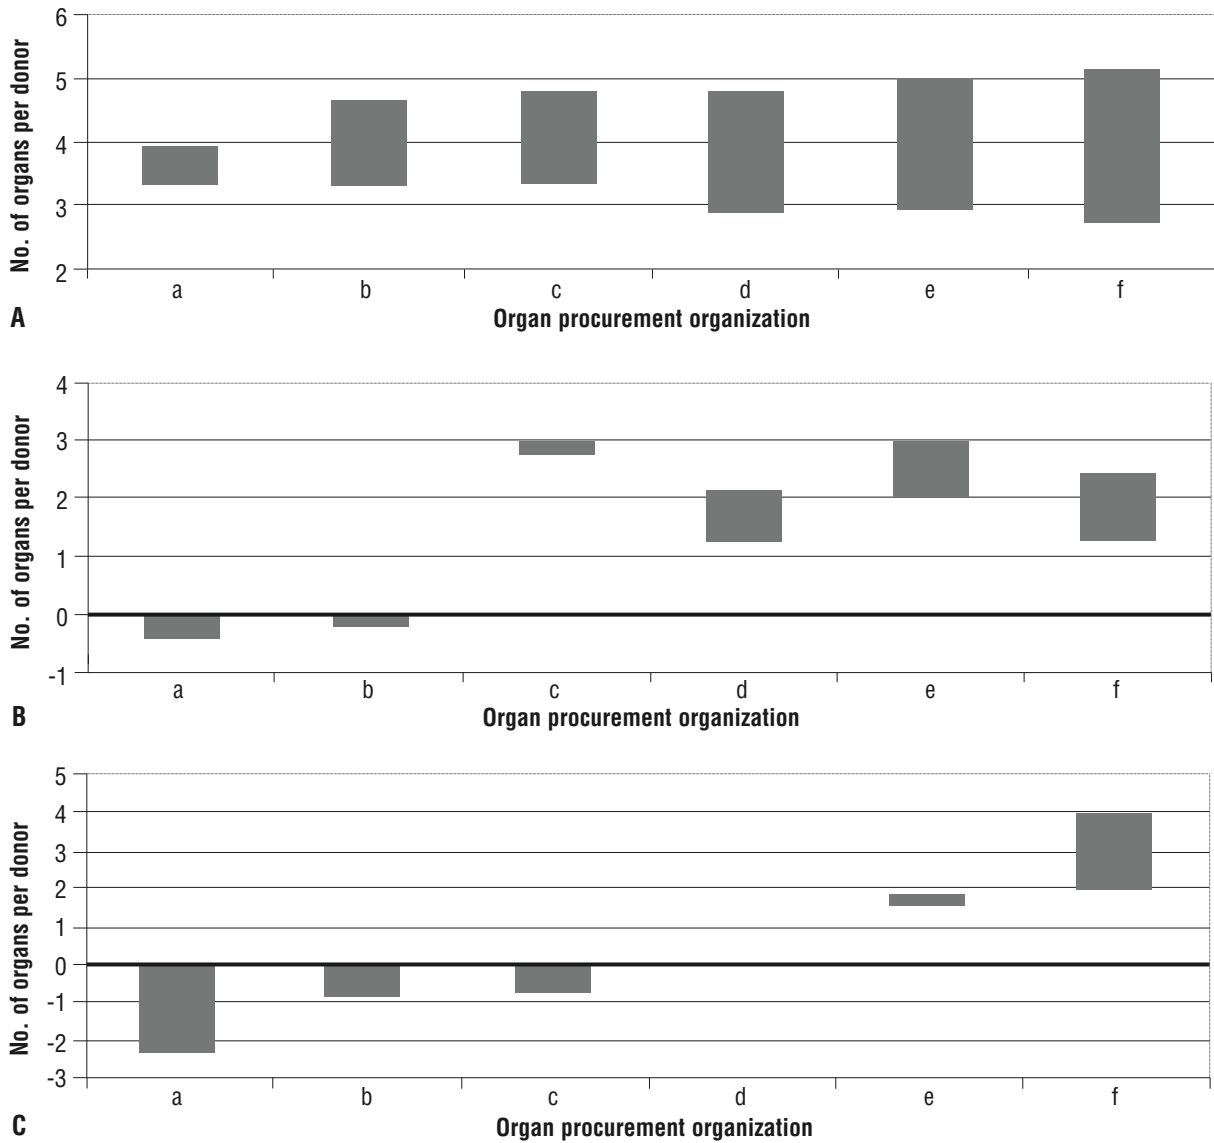 No. of organs per donor
6
5
4
3
2
a b c d e f
A
Organ procurement organization
No. of organs per donor
4
3
2
1
0
-1
a b c d e f
B
Organ procurement organization
No. of organs per donor
5
4
3
2
1
0
-1
-2
-3
a b c d e f
C
Organ procurement organization